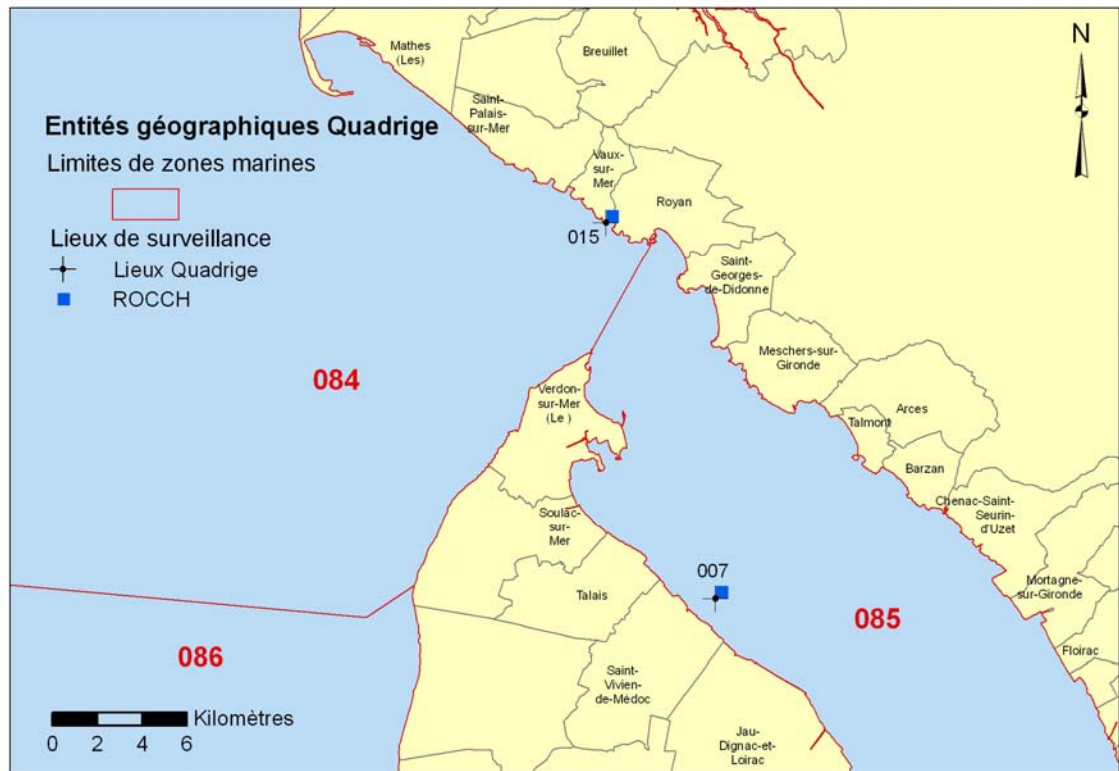 Mathes
(Les)
Breuillet
N
Saint-
Palais-
sur-Mer
Entités géographiques Quadrige
Limites de zones marines
Vaux-
sur-
Mer
Royan
Lieux de surveillance
015
Lieux Quadrige
ROCCH
Saint-
Georges-
de-Didonne
Meschers-sur-
Gironde
084
Verdon-
sur-Mer
(Le )
Arces
Talmont
Barzan
Chenac-Saint-
Seurin-
d'Uzet
Soulac-
sur-
Mer
007
Talais
Mortagne-
sur-Gironde
085
086
Floirac
Saint-
Vivien-
de-Médoc
Kilomètres
0 2 4 6
Jau-
Dignac-et-
Loirac